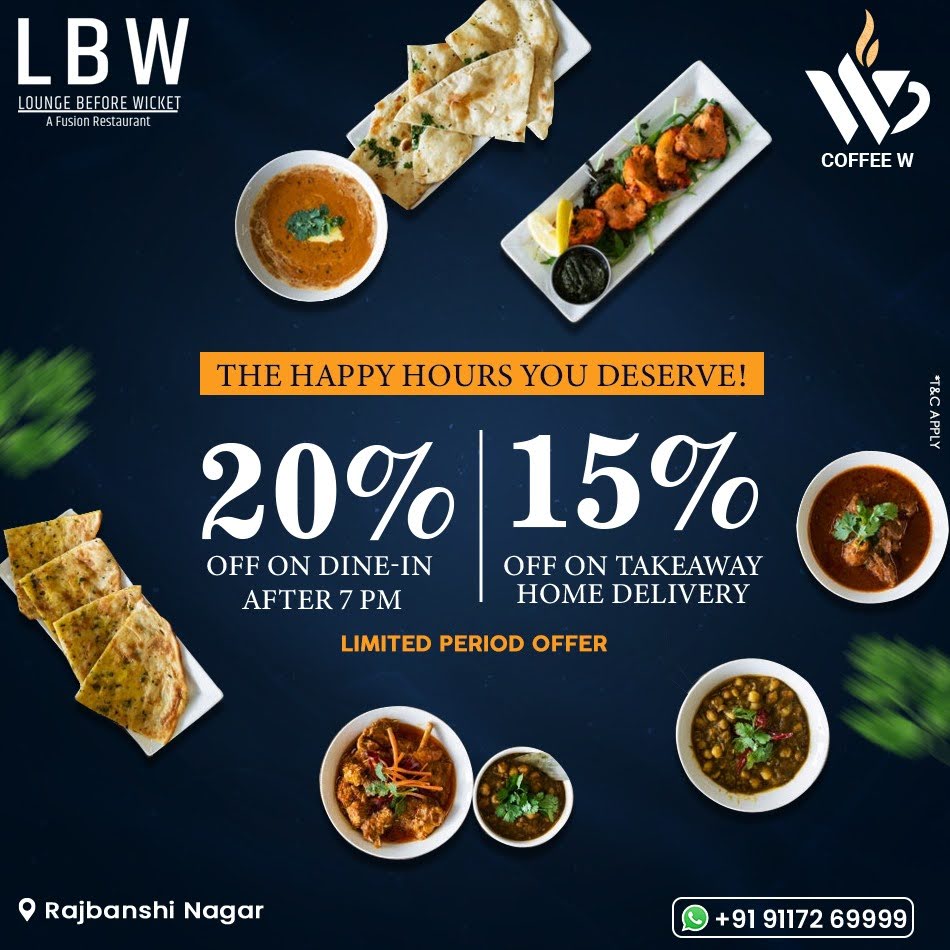 LBW
LOUNGE BEFORE WICKET
A Fusion Restaurant
COFFEE W
THE HAPPY HOURS YOU DESERVE!
*T&C APPLY
20%
OFF ON DINE-IN
AFTER 7 PM
15%
OFF ON TAKEAWAY
HOME DELIVERY
LIMITED PERIOD OFFER
Rajbanshi Nagar
+91 91172 69999